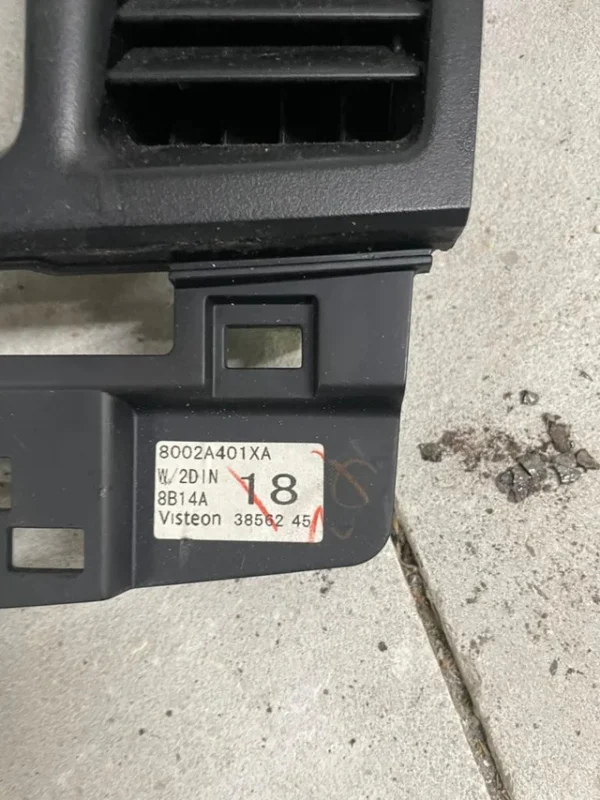 8002A401XA
W/2DIN
8B14A
18
Visteon 38562 45